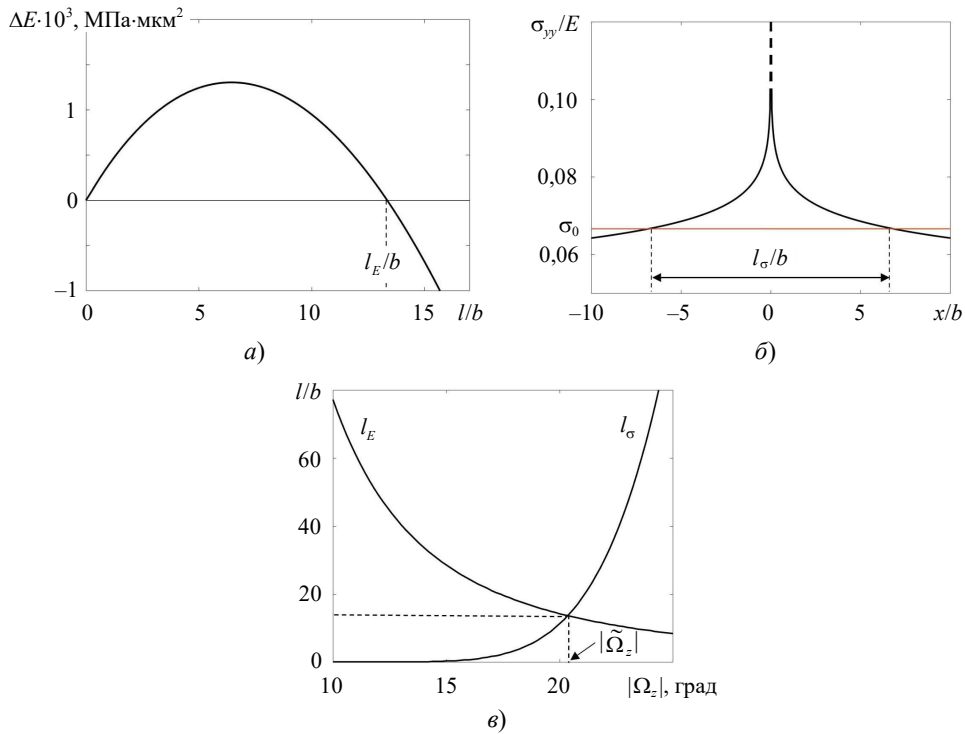 ΔE·10³, МПа·мкм²
1
0
−1
0 5 10 15 l/b
l_E/b
а)
σ_yy/E
0,10
0,08
σ₀
0,06
l_σ/b
−10 −5 0 5 x/b
б)
l/b
60
40
20
0
l_E
l_σ
|Ω̃_z|
10 20 |Ω_z|, град
в)